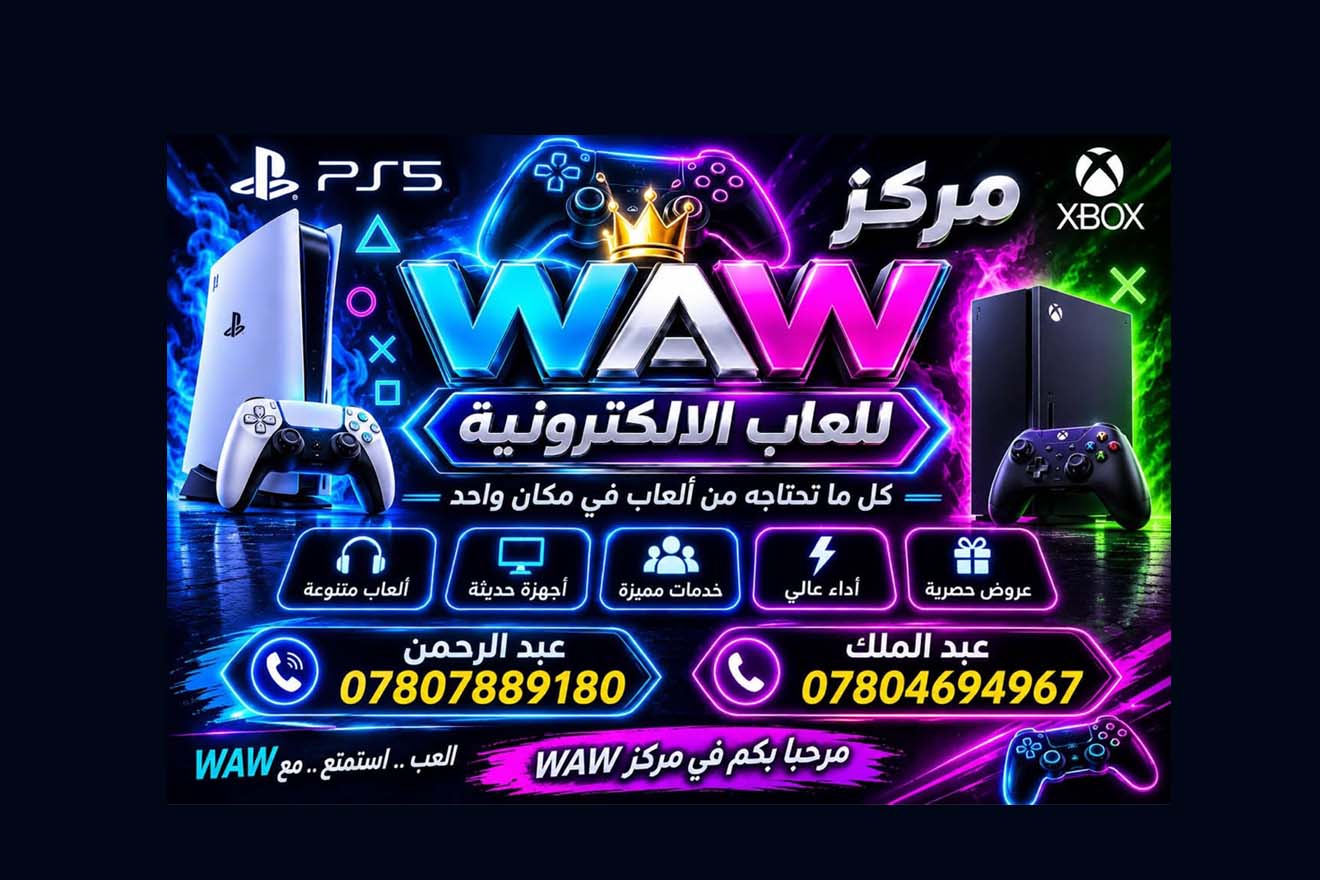 PS5
مركز
XBOX
WAW
للعاب الالكترونية
كل ما تحتاجه من ألعاب في مكان واحد
عروض حصرية
أداء عالي
خدمات مميزة
أجهزة حديثة
ألعاب متنوعة
عبد الملك
07804694967
عبد الرحمن
07807889180
مرحبا بكم في مركز WAW
العب .. استمتع .. مع WAW